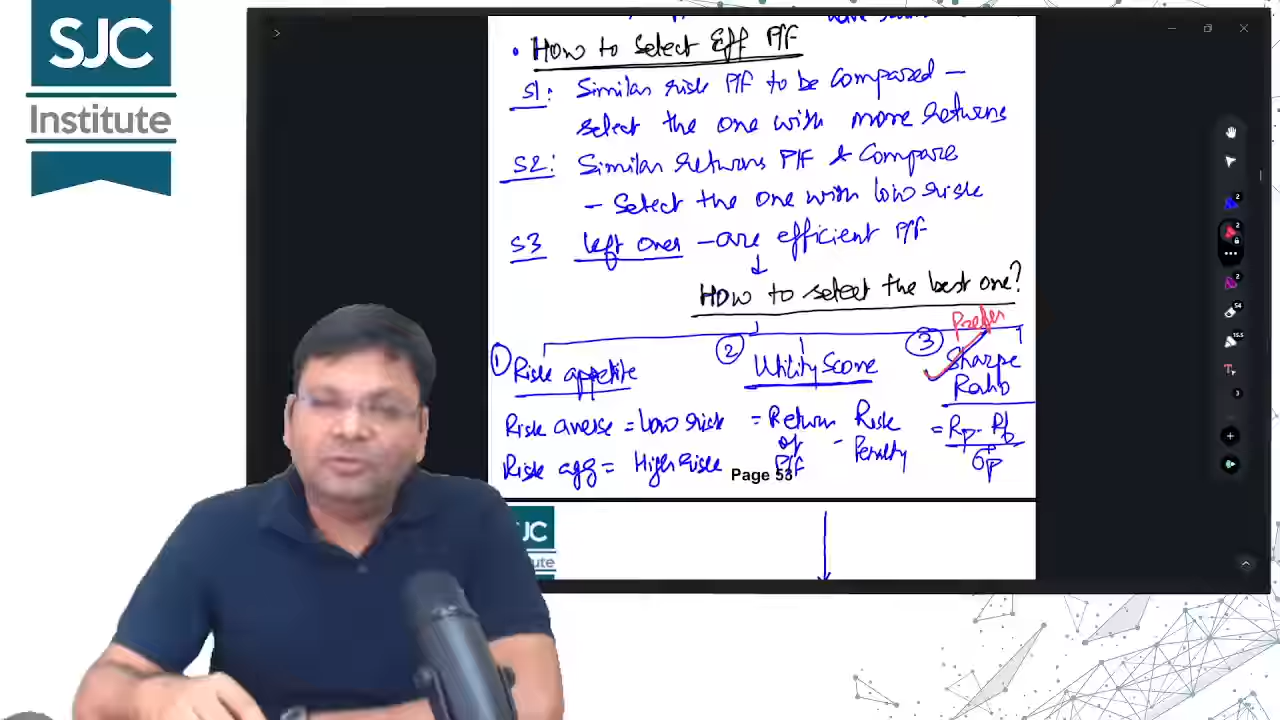 SJC
Institute
• How to select Eff P/F
S1: Similar risk P/F to be compared –
select the one with more returns
S2: Similar returns P/F & compare
– Select the one with low risk
S3 left ones – are efficient P/F
How to select the best one?
Prefer
① Risk appetite
② Utility Score
③ Sharpe
Ratio
Risk averse = low risk
Risk agg = High Risk
= Return of P/F – Risk Penalty
= Rp - Rf
σp
Page 53
JC
tute